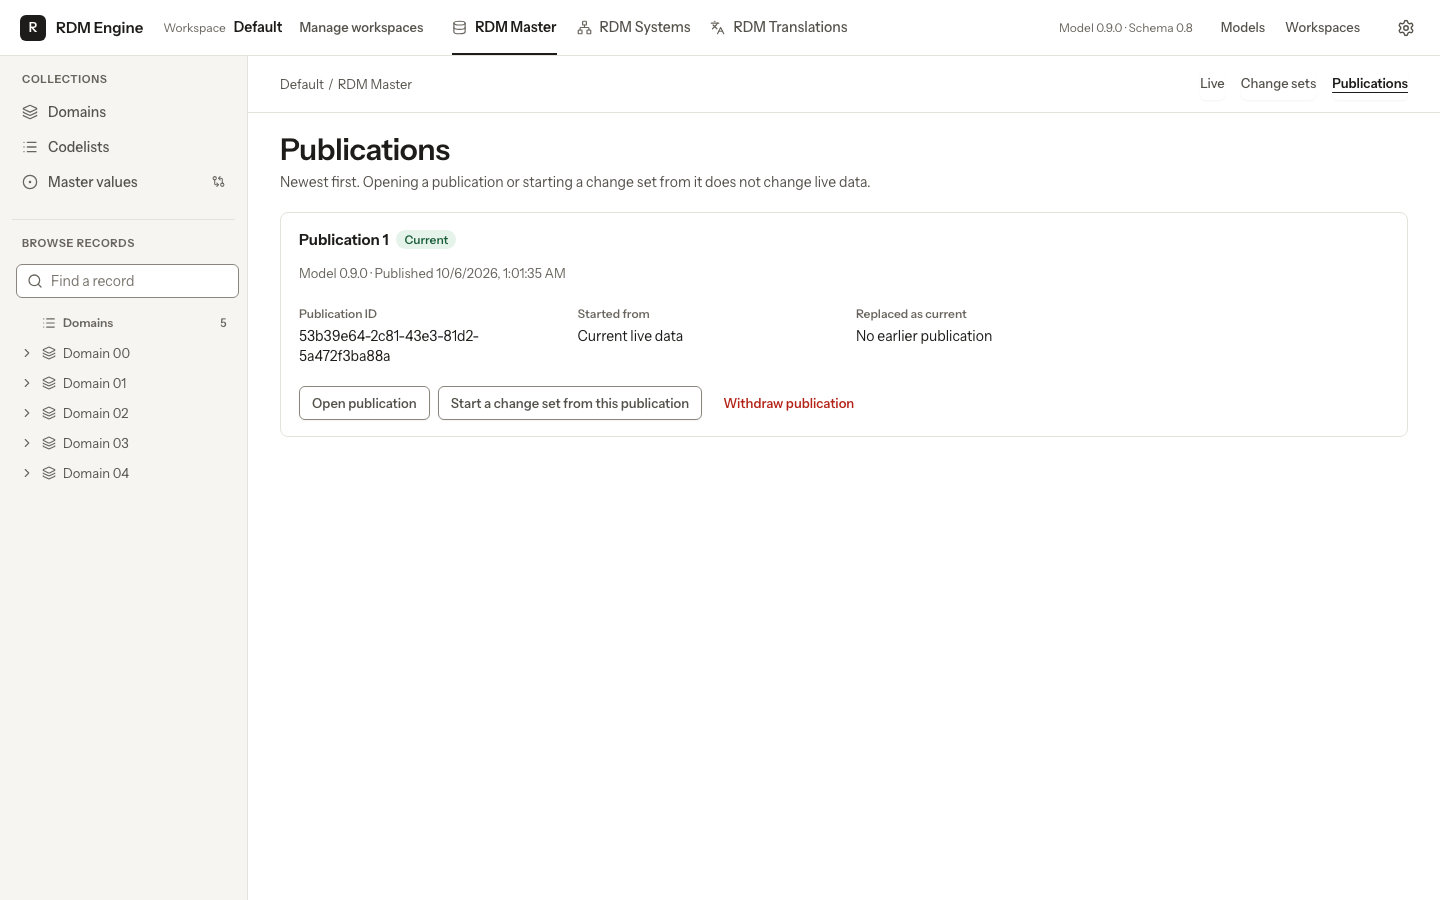 R RDM Engine Workspace Default Manage workspaces RDM Master RDM Systems RDM Translations Model 0.9.0 · Schema 0.8 Models Workspaces
COLLECTIONS
Domains
Codelists
Master values
BROWSE RECORDS
Find a record
Domains 5
Domain 00
Domain 01
Domain 02
Domain 03
Domain 04
Default / RDM Master Live Change sets Publications
Publications
Newest first. Opening a publication or starting a change set from it does not change live data.
Publication 1 Current
Model 0.9.0 · Published 10/6/2026, 1:01:35 AM
Publication ID Started from Replaced as current
53b39e64-2c81-43e3-81d2- Current live data No earlier publication
5a472f3ba88a
Open publication Start a change set from this publication Withdraw publication